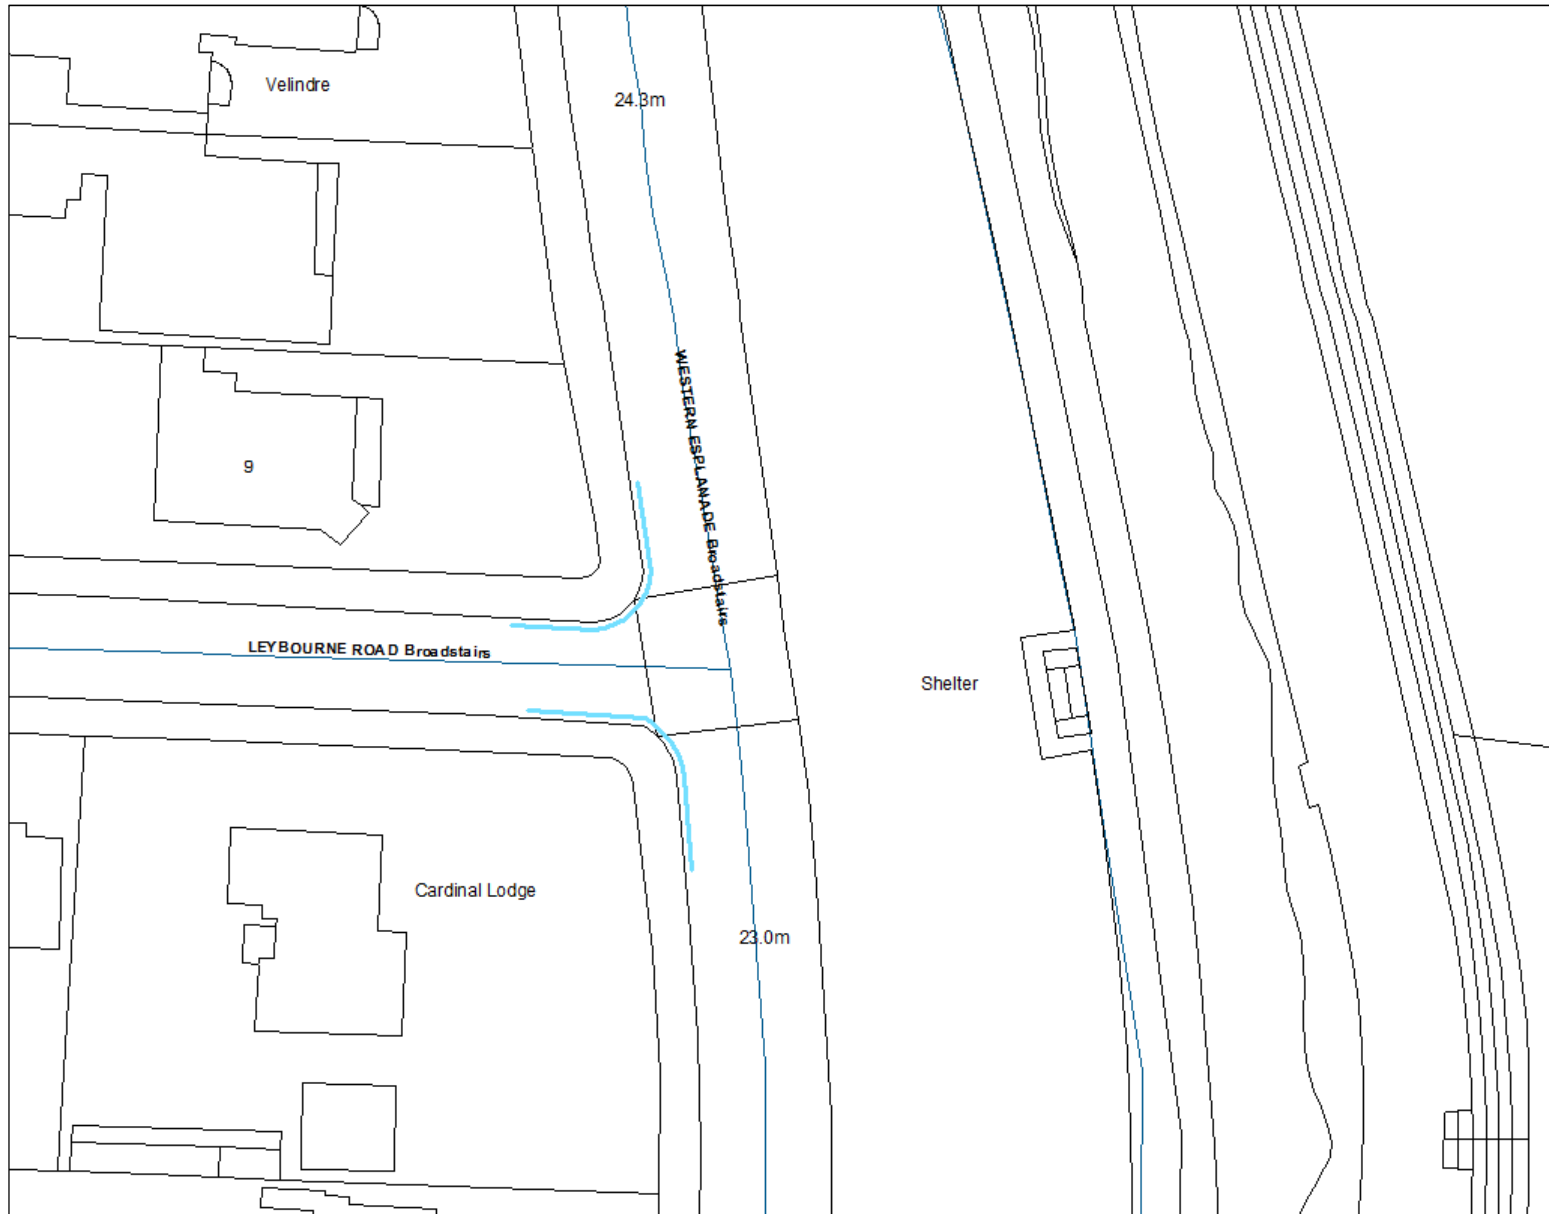 Velindre
24.3m
WESTERN ESPLANADE Broadstairs
9
LEYBOURNE ROAD Broadstairs
Shelter
Cardinal Lodge
23.0m